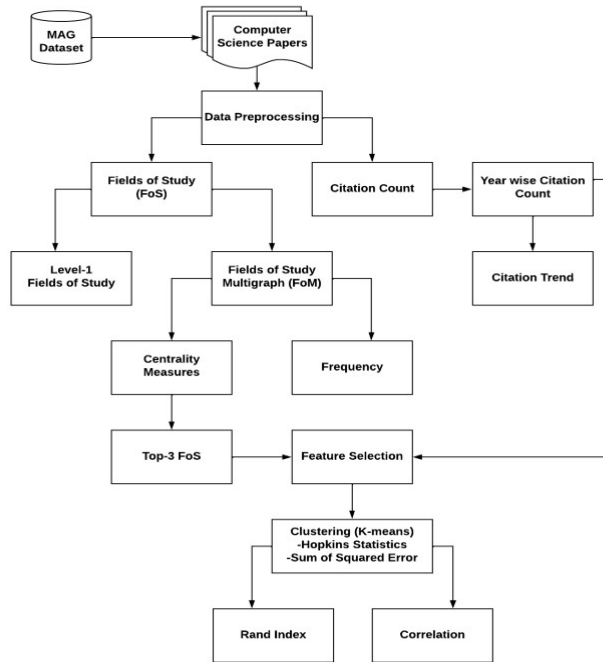 MAG
Dataset
Computer
Science Papers
Data Preprocessing
Fields of Study
(FoS)
Citation Count
Year wise Citation
Count
Level-1
Fields of Study
Fields of Study
Multigraph (FoM)
Citation Trend
Centrality
Measures
Frequency
Top-3 FoS
Feature Selection
Clustering (K-means)
-Hopkins Statistics
-Sum of Squared Error
Rand Index
Correlation